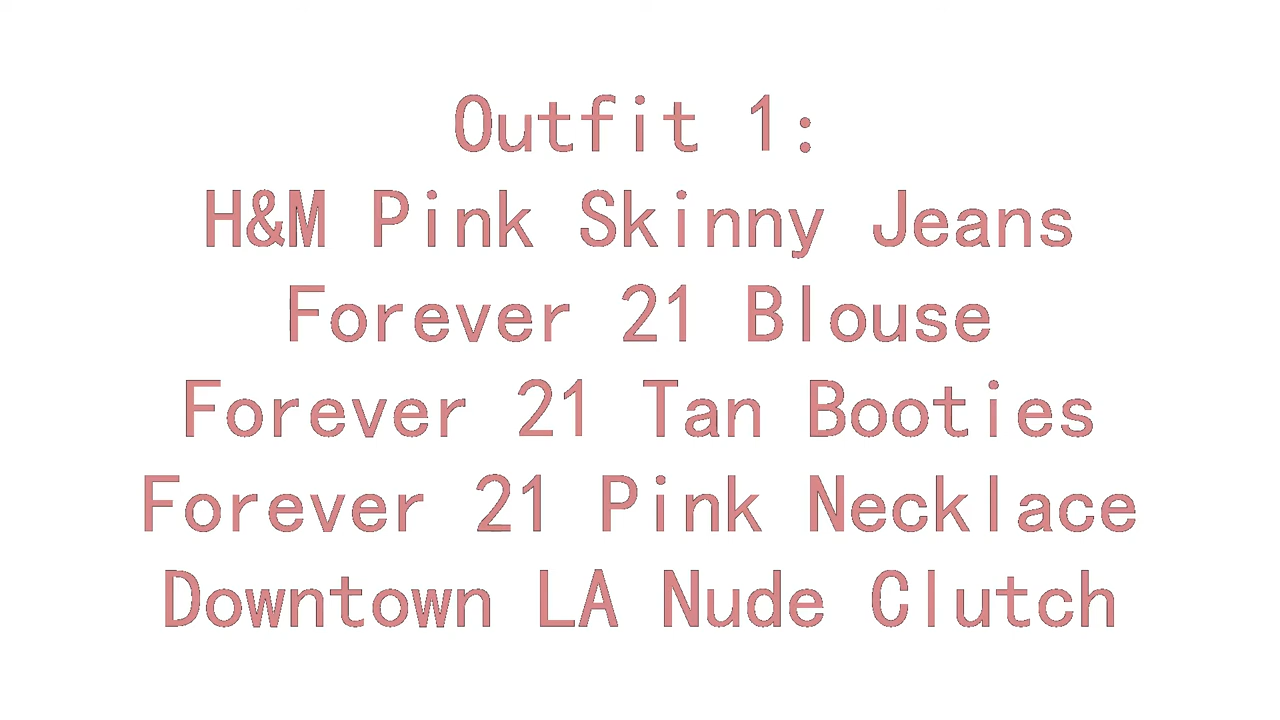 Outfit 1:
H&M Pink Skinny Jeans
Forever 21 Blouse
Forever 21 Tan Booties
Forever 21 Pink Necklace
Downtown LA Nude Clutch